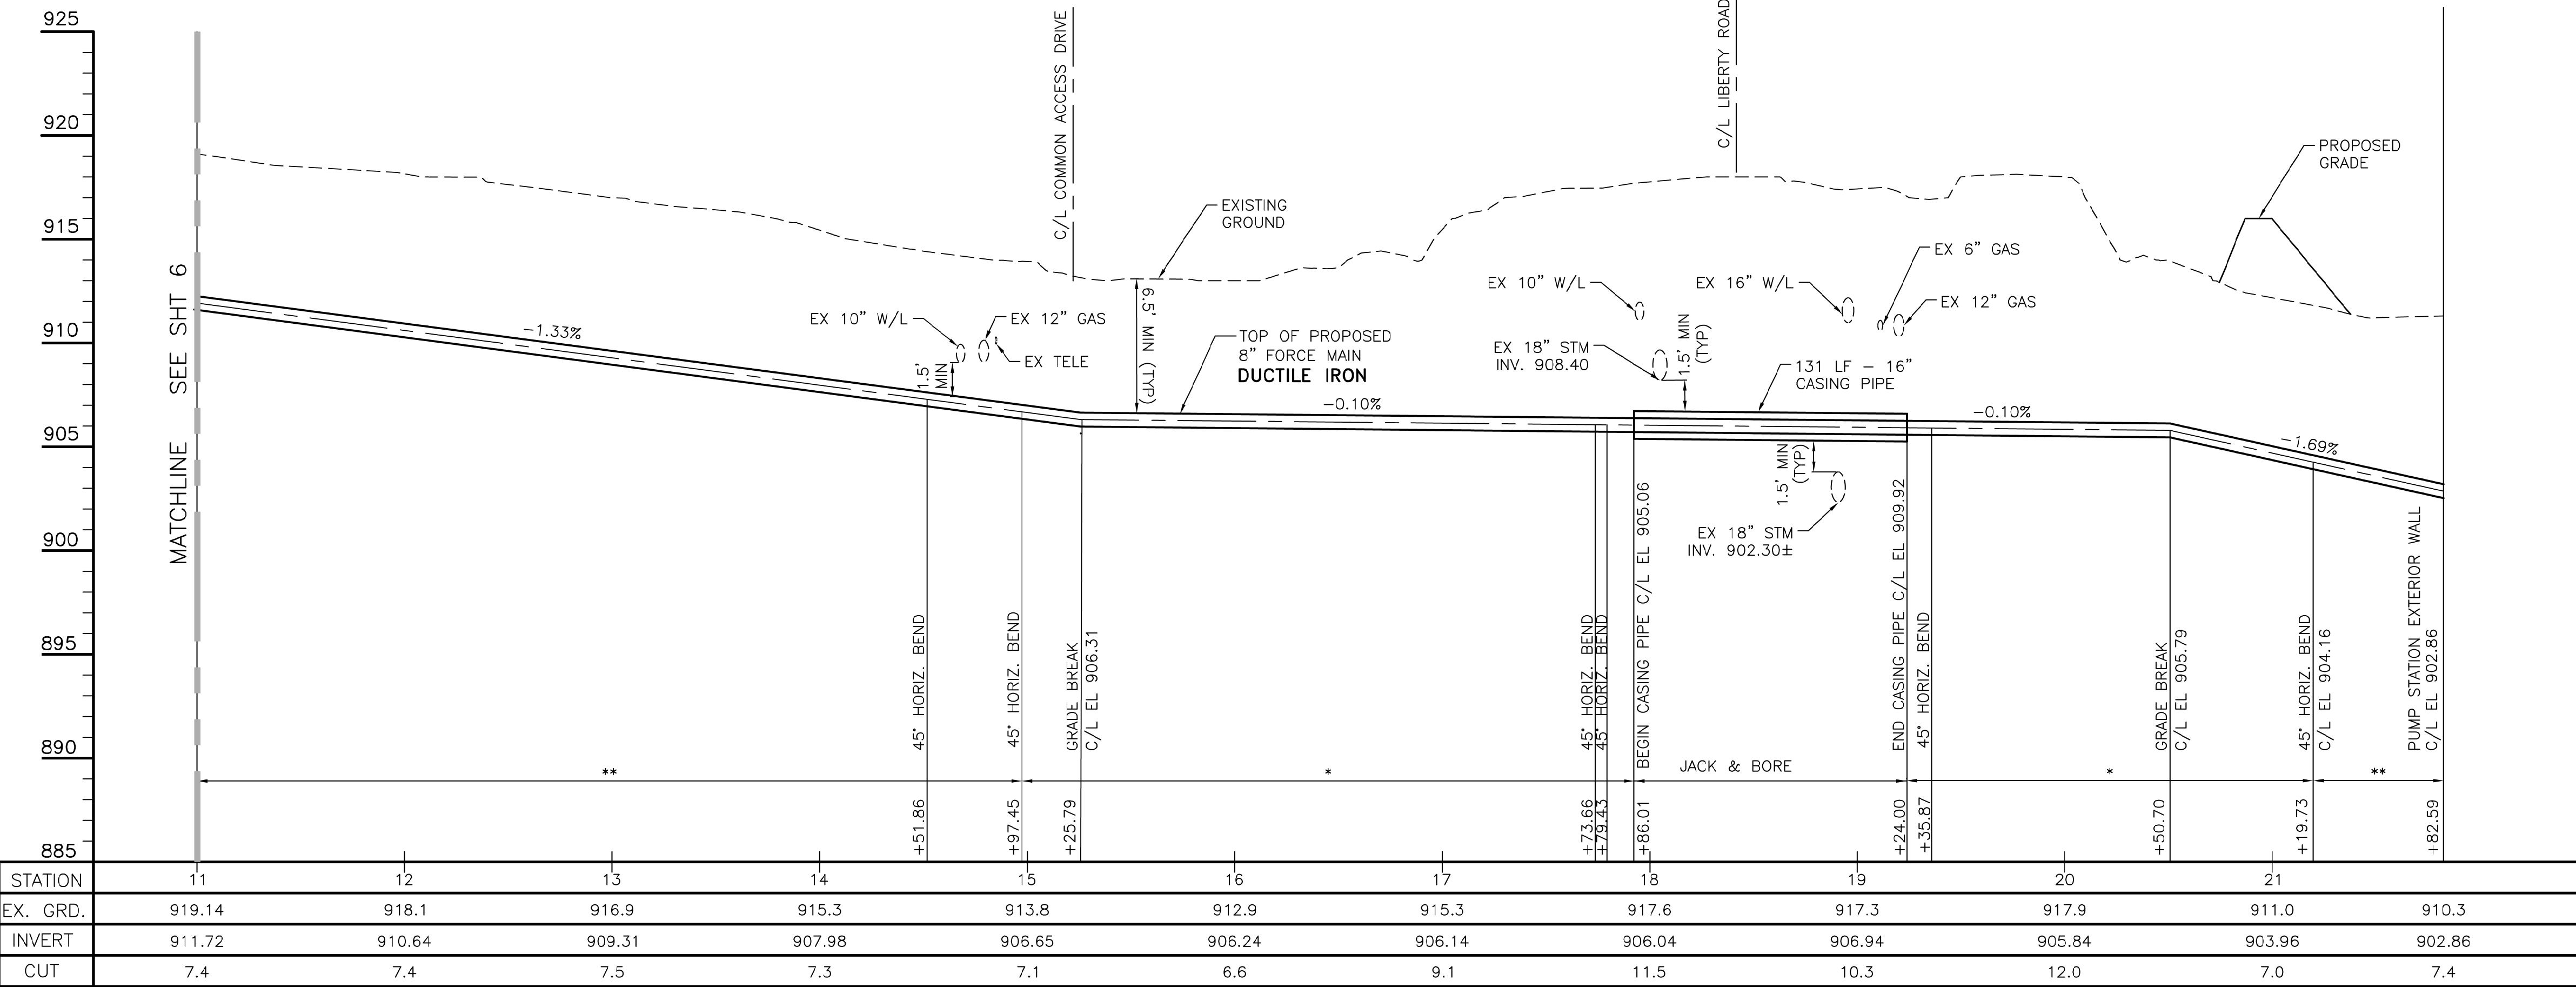 925
920
915
910
905
900
895
890
885
MATCHLINE SEE SHT 6
-1.33%
C/L COMMON ACCESS DRIVE
C/L LIBERTY ROAD
PROPOSED
GRADE
EXISTING
GROUND
EX 10" W/L
EX 12" GAS
EX TELE
1.5'
MIN
6.5' MIN (TYP)
TOP OF PROPOSED
8" FORCE MAIN
DUCTILE IRON
-0.10%
EX 10" W/L
EX 16" W/L
EX 6" GAS
EX 12" GAS
EX 18" STM
INV. 908.40
1.5' MIN
(TYP)
131 LF - 16"
CASING PIPE
-0.10%
-1.69%
1.5' MIN
(TYP)
EX 18" STM
INV. 902.30±
45° HORIZ. BEND
45° HORIZ. BEND
GRADE BREAK
C/L EL 906.31
45° HORIZ. BEND
45° HORIZ. BEND
BEGIN CASING PIPE C/L EL 905.06
END CASING PIPE C/L EL 909.92
45° HORIZ. BEND
GRADE BREAK
C/L EL 905.79
45° HORIZ. BEND
C/L EL 904.16
PUMP STATION EXTERIOR WALL
C/L EL 902.86
**
*
JACK & BORE
*
**
+51.86
+97.45
+25.79
+73.66
+79.43
+86.01
+24.00
+35.87
+50.70
+19.73
+82.59
STATION 11 12 13 14 15 16 17 18 19 20 21
EX. GRD. 919.14 918.1 916.9 915.3 913.8 912.9 915.3 917.6 917.3 917.9 911.0 910.3
INVERT 911.72 910.64 909.31 907.98 906.65 906.24 906.14 906.04 906.94 905.84 903.96 902.86
CUT 7.4 7.4 7.5 7.3 7.1 6.6 9.1 11.5 10.3 12.0 7.0 7.4